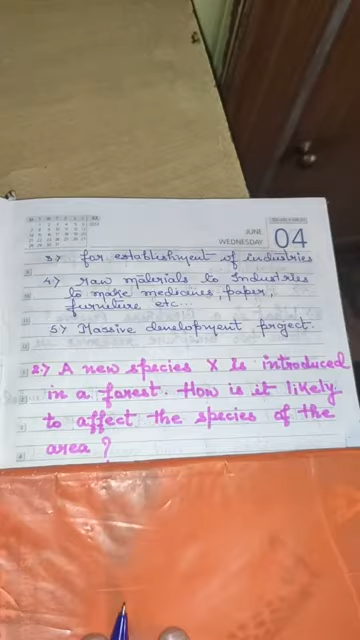 JUNE
WEDNESDAY 04
3) for establishment of industries
4) raw materials to Industries
to make medicines, paper,
furniture etc...
5) Massive development project.
2) A new species X is introduced
in a forest. How is it likely
to affect the species of the
area ?